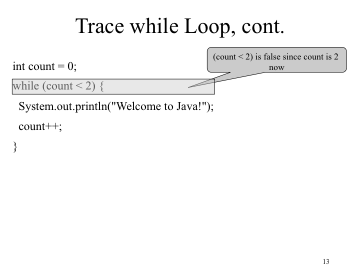 Trace while Loop, cont.
(count < 2) is false since count is 2
now
int count = 0;
while (count < 2) {
System.out.println("Welcome to Java!");
count++;
}
13